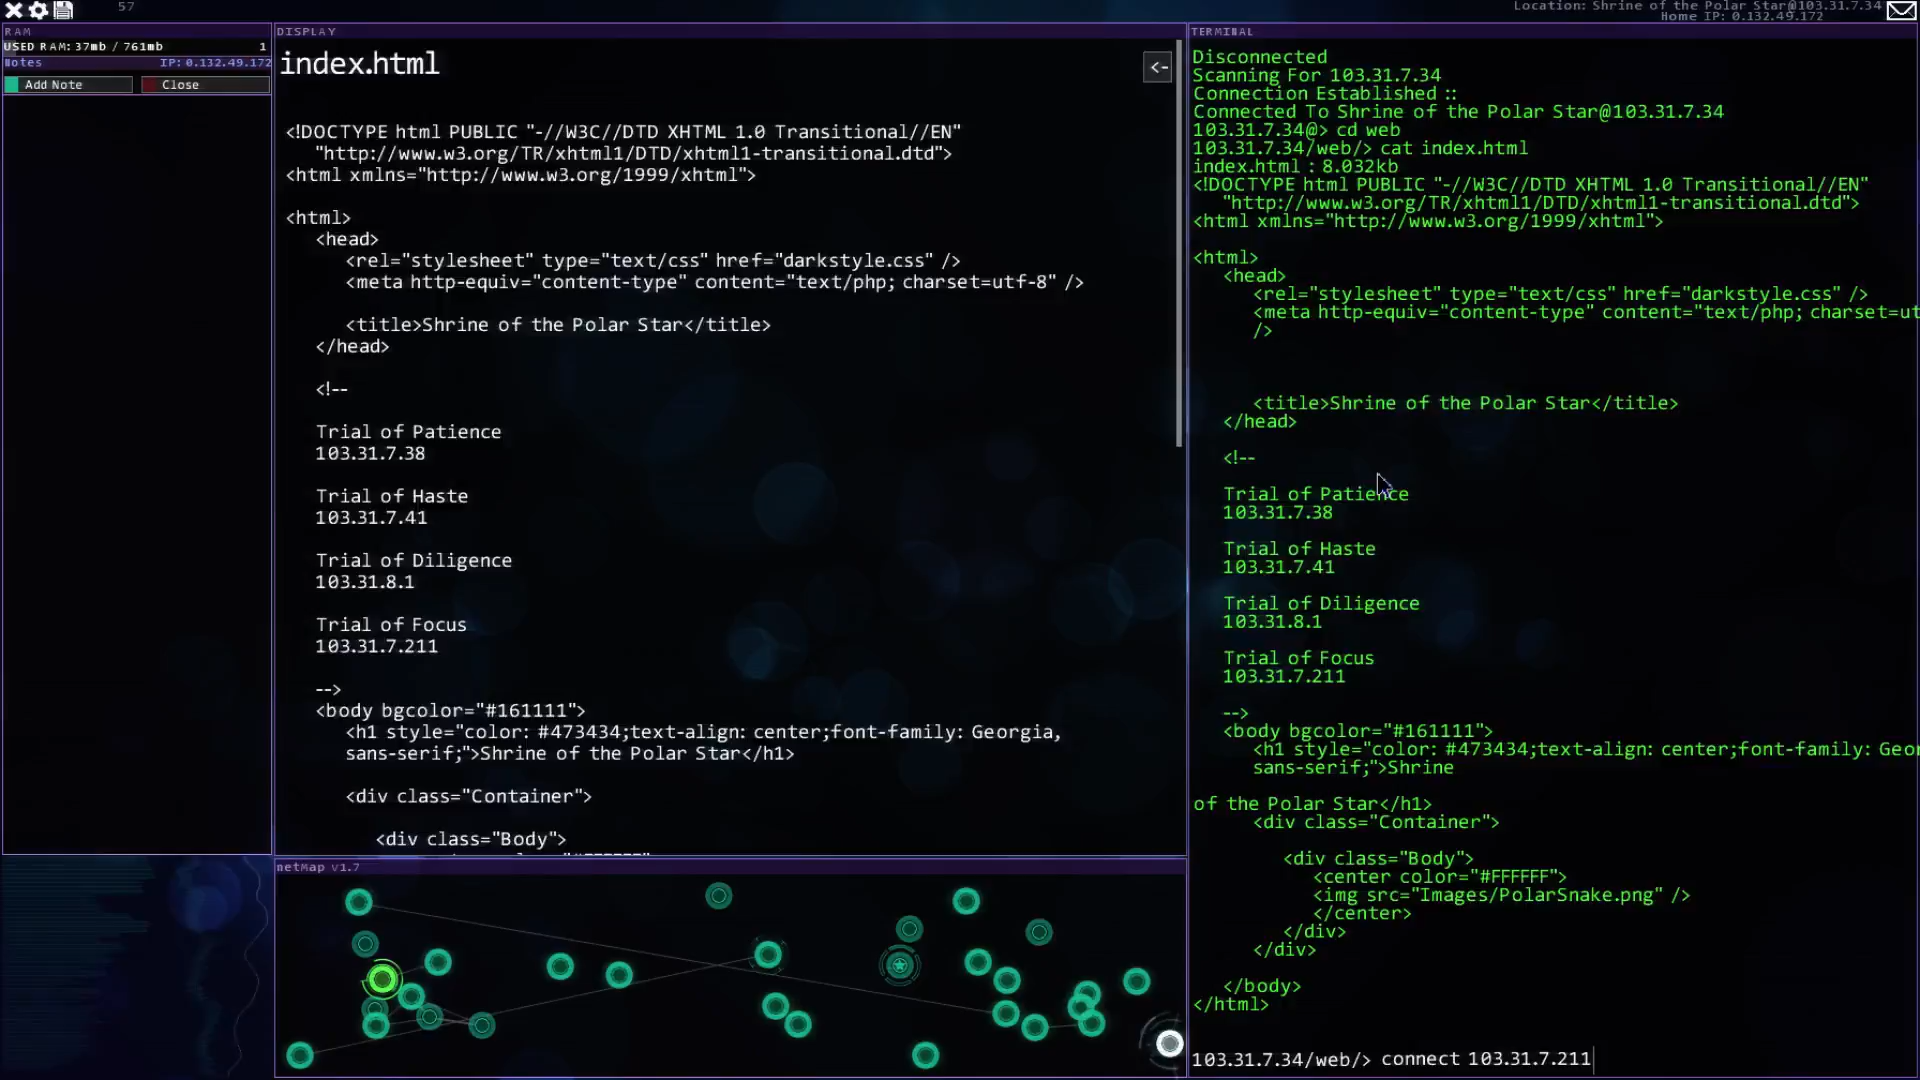 57
Location: Shrine of the Polar Star@103.31.7.34
Home IP: 0.132.49.172
RAM
USED RAM: 37mb / 761mb 1
Notes IP: 0.132.49.172
Add Note Close
DISPLAY
index.html
<-
<!DOCTYPE html PUBLIC "-//W3C//DTD XHTML 1.0 Transitional//EN"
"http://www.w3.org/TR/xhtml1/DTD/xhtml1-transitional.dtd">
<html xmlns="http://www.w3.org/1999/xhtml">
<html>
<head>
<rel="stylesheet" type="text/css" href="darkstyle.css" />
<meta http-equiv="content-type" content="text/php; charset=utf-8" />
<title>Shrine of the Polar Star</title>
</head>
<!--
Trial of Patience
103.31.7.38
Trial of Haste
103.31.7.41
Trial of Diligence
103.31.8.1
Trial of Focus
103.31.7.211
-->
<body bgcolor="#161111">
<h1 style="color: #473434;text-align: center;font-family: Georgia,
sans-serif;">Shrine of the Polar Star</h1>
<div class="Container">
<div class="Body">
netMap v1.7
TERMINAL
Disconnected
Scanning For 103.31.7.34
Connection Established ::
Connected To Shrine of the Polar Star@103.31.7.34
103.31.7.34@> cd web
103.31.7.34/web/> cat index.html
index.html : 8.032kb
<!DOCTYPE html PUBLIC "-//W3C//DTD XHTML 1.0 Transitional//EN"
"http://www.w3.org/TR/xhtml1/DTD/xhtml1-transitional.dtd">
<html xmlns="http://www.w3.org/1999/xhtml">
<html>
<head>
<rel="stylesheet" type="text/css" href="darkstyle.css" />
<meta http-equiv="content-type" content="text/php; charset=ut
/>
<title>Shrine of the Polar Star</title>
</head>
<!--
Trial of Patience
103.31.7.38
Trial of Haste
103.31.7.41
Trial of Diligence
103.31.8.1
Trial of Focus
103.31.7.211
-->
<body bgcolor="#161111">
<h1 style="color: #473434;text-align: center;font-family: Geor
sans-serif;">Shrine
of the Polar Star</h1>
<div class="Container">
<div class="Body">
<center color="#FFFFFF">
<img src="Images/PolarSnake.png" />
</center>
</div>
</div>
</body>
</html>
103.31.7.34/web/> connect 103.31.7.211